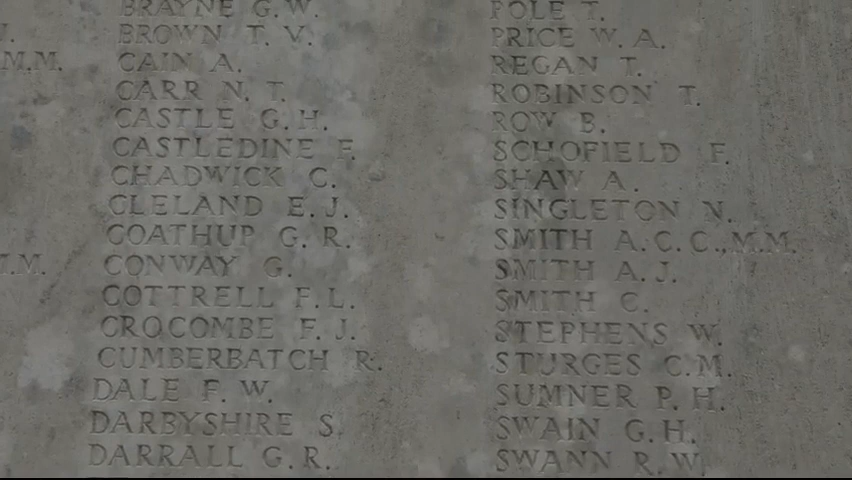 J.
M.M.
M.M.
BRAYNE G.W.
BROWN T. V.
CAIN A.
CARR N. T.
CASTLE G.H.
CASTLEDINE F.
CHADWICK C.
CLELAND E.J.
COATHUP G.R.
CONWAY G.
COTTRELL F.L.
CROCOMBE F.J.
CUMBERBATCH R.
DALE F.W.
DARBYSHIRE S.
DARRALL G.R.
POLE T.
PRICE W.A.
REGAN T.
ROBINSON T.
ROW B.
SCHOFIELD F.
SHAW A.
SINGLETON N.
SMITH A.C.C.,M.M.
SMITH A.J.
SMITH C.
STEPHENS W.
STURGES C.M.
SUMNER P.H.
SWAIN G.H.
SWANN R.W.